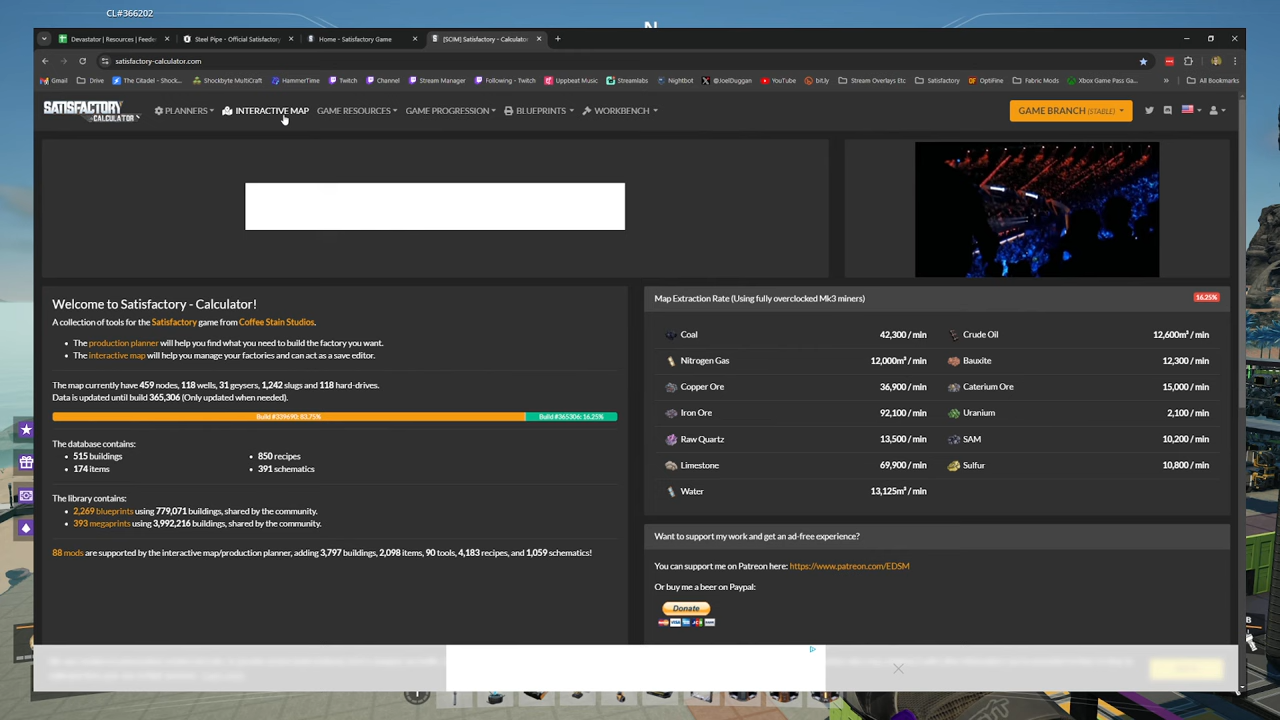 CL#366202
N
Devastator | Resources | Feeder
Steel Pipe - Official Satisfactory
Home - Satisfactory Game
[SCIM] Satisfactory - Calculator
satisfactory-calculator.com
Gmail
Drive
The Citadel - Shock...
Shockbyte MultiCraft
HammerTime
Twitch
Channel
Stream Manager
Following - Twitch
Uppbeat Music
Streamlabs
Nightbot
@JoelDuggan
YouTube
bit.ly
Stream Overlays Etc
Satisfactory
OptiFine
Fabric Mods
Xbox Game Pass Ga...
»
All Bookmarks
SATISFACTORY
CALCULATOR
PLANNERS
INTERACTIVE MAP
GAME RESOURCES
GAME PROGRESSION
BLUEPRINTS
WORKBENCH
GAME BRANCH (STABLE)
Welcome to Satisfactory - Calculator!
A collection of tools for the Satisfactory game from Coffee Stain Studios.
• The production planner will help you find what you need to build the factory you want.
• The interactive map will help you manage your factories and can act as a save editor.
The map currently have 459 nodes, 118 wells, 31 geysers, 1,242 slugs and 118 hard-drives.
Data is updated until build 365,306 (Only updated when needed).
Build #339690: 83.75%
Build #365306: 16.25%
The database contains:
• 515 buildings
• 850 recipes
• 174 items
• 391 schematics
The library contains:
• 2,269 blueprints using 779,071 buildings, shared by the community.
• 393 megaprints using 3,992,216 buildings, shared by the community.
88 mods are supported by the interactive map/production planner, adding 3,797 buildings, 2,098 items, 90 tools, 4,183 recipes, and 1,059 schematics!
Map Extraction Rate (Using fully overclocked Mk3 miners)
16.25%
Coal 42,300 / min
Crude Oil 12,600m³ / min
Nitrogen Gas 12,000m³ / min
Bauxite 12,300 / min
Copper Ore 36,900 / min
Caterium Ore 15,000 / min
Iron Ore 92,100 / min
Uranium 2,100 / min
Raw Quartz 13,500 / min
SAM 10,200 / min
Limestone 69,900 / min
Sulfur 10,800 / min
Water 13,125m³ / min
Want to support my work and get an ad-free experience?
You can support me on Patreon here: https://www.patreon.com/EDSM
Or buy me a beer on Paypal:
Donate